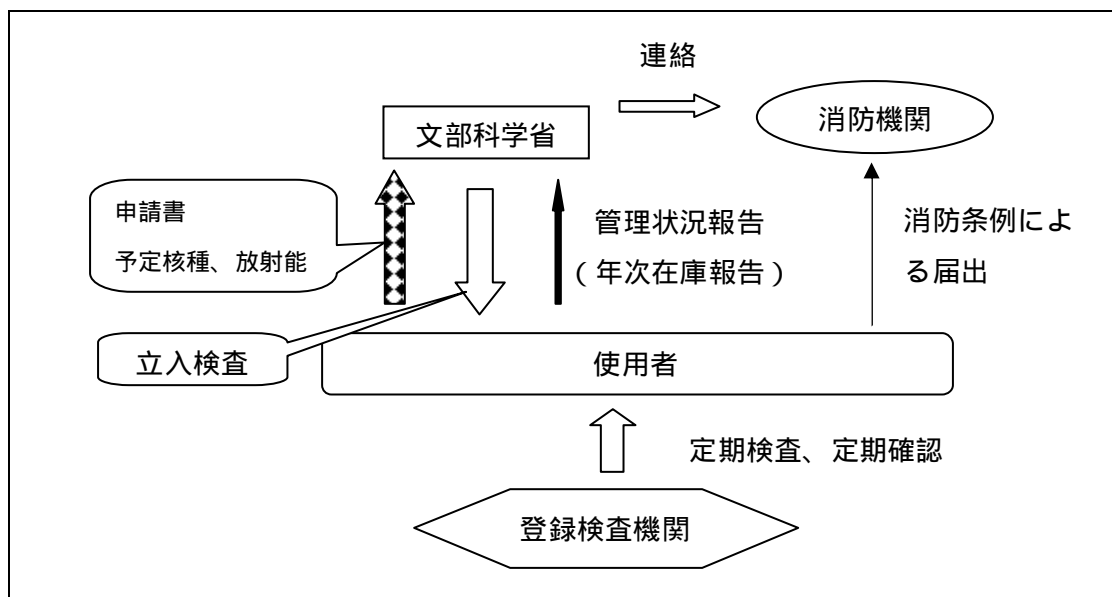 連絡
文部科学省
消防機関
申請書
予定核種、放射能
管理状況報告
(年次在庫報告)
消防条例によ
る届出
立入検査
使用者
定期検査、定期確認
登録検査機関